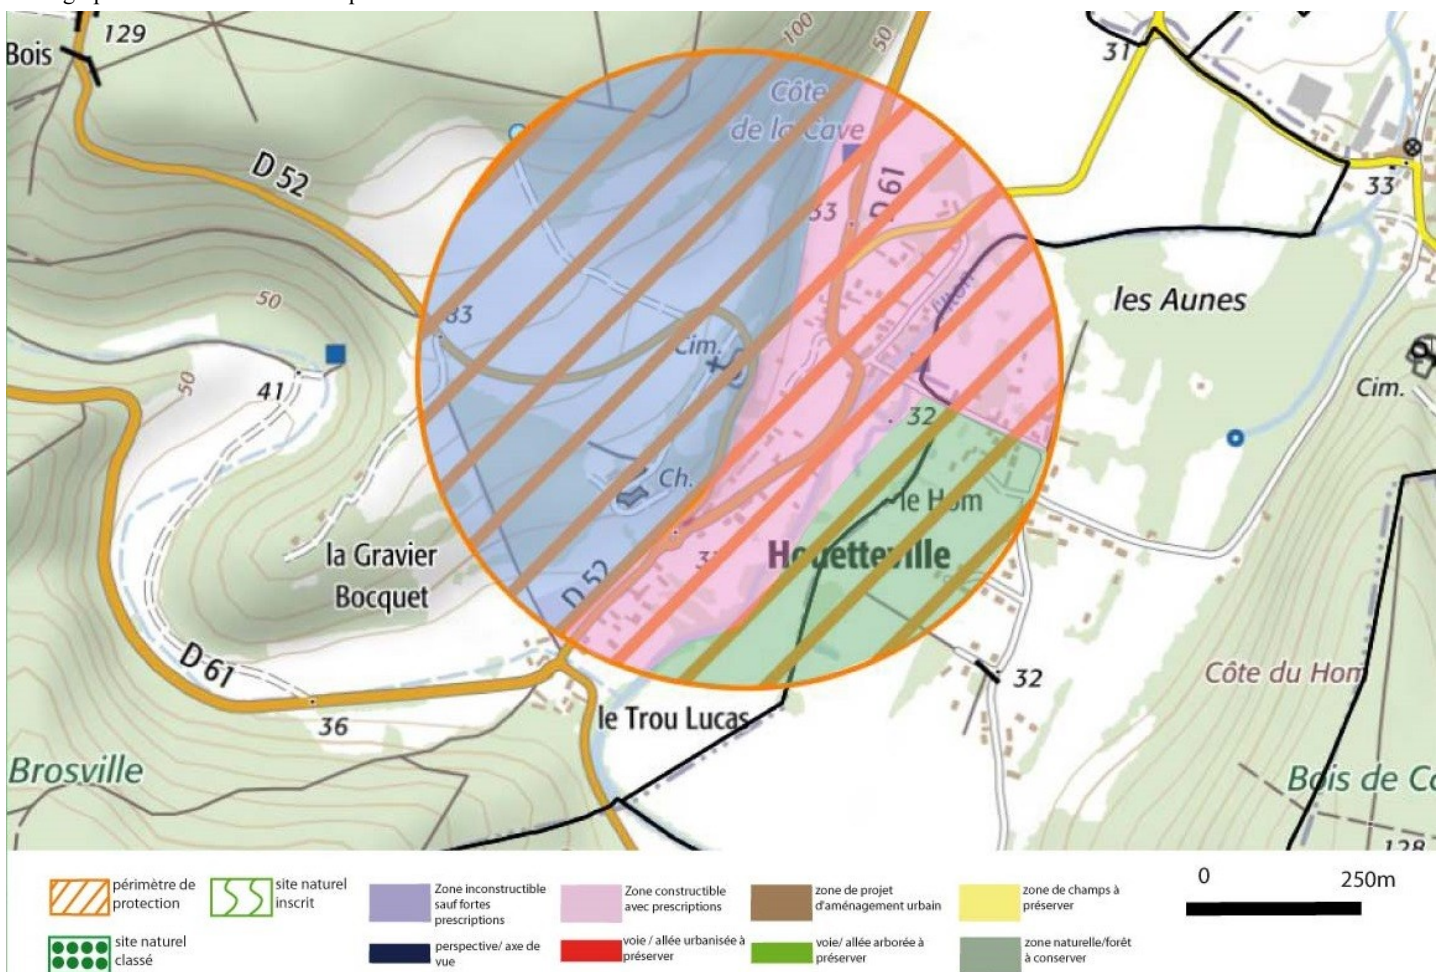 Bois
129
100
50
31
Côte
de la Cave
D 52
D 61
33
33
50
83
les Aunes
41
50
Cim.
Cim.
32
Ch.
le Hom
la Gravier
Bocquet
Houetteville
D 52
D 61
32
Côte du Hom
36
le Trou Lucas
Brosville
Bois de Co
128
périmètre de
protection
site naturel
inscrit
Zone inconstructible
sauf fortes
prescriptions
Zone constructible
avec prescriptions
zone de projet
d'aménagement urbain
zone de champs à
préserver
0
250m
site naturel
classé
perspective/ axe de
vue
voie/ allée urbanisée à
préserver
voie/ allée arborée à
préserver
zone naturelle/forêt
à conserver